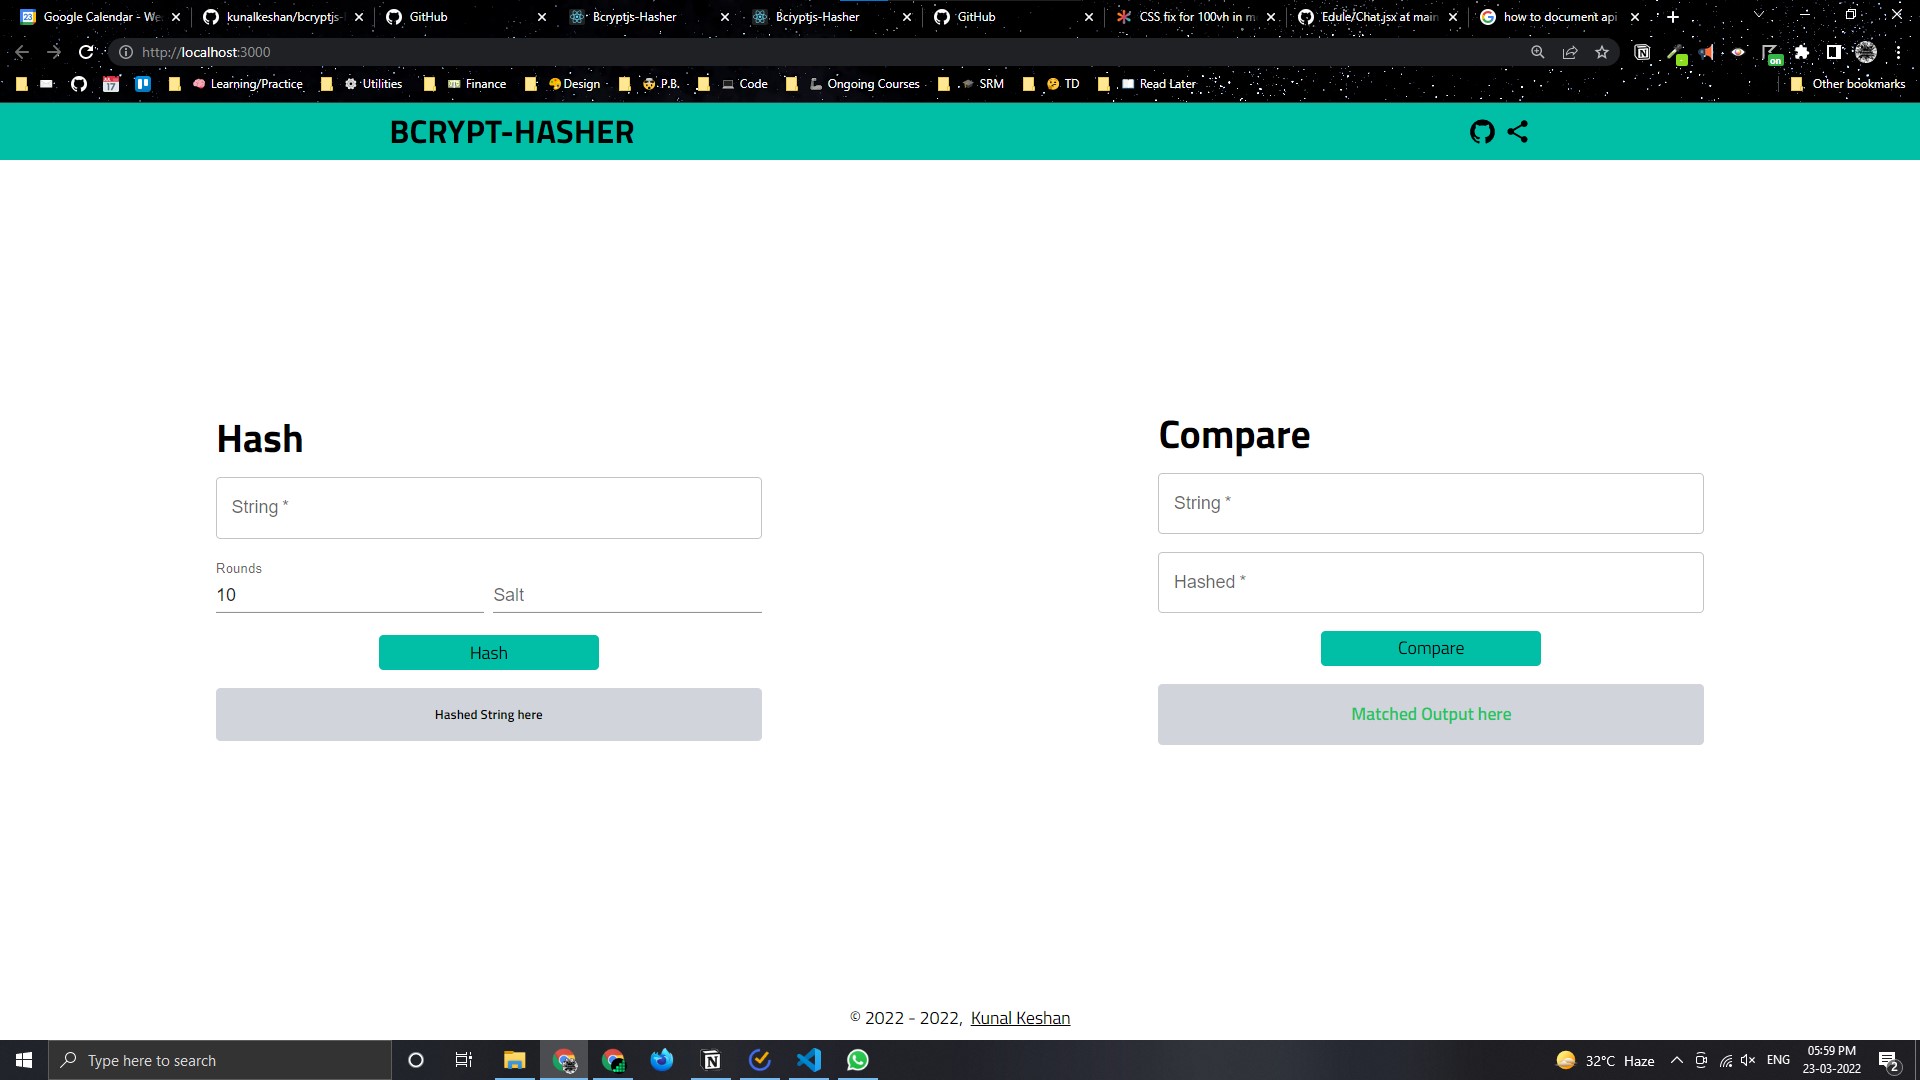 Google Calendar - We
kunalkeshan/bcryptjs-
GitHub
Bcryptjs-Hasher
Bcryptjs-Hasher
GitHub
CSS fix for 100vh in m
Edule/Chat.jsx at main
how to document api
http://localhost:3000
on
17
Learning/Practice
Utilities
Finance
Design
P.B.
Code
Ongoing Courses
SRM
TD
Read Later
Other bookmarks
BCRYPT-HASHER
Hash
String *
Rounds
10
Salt
Hash
Hashed String here
Compare
String *
Hashed *
Compare
Matched Output here
© 2022 - 2022, Kunal Keshan
Type here to search
32°C Haze
ENG
05:59 PM
23-03-2022
2